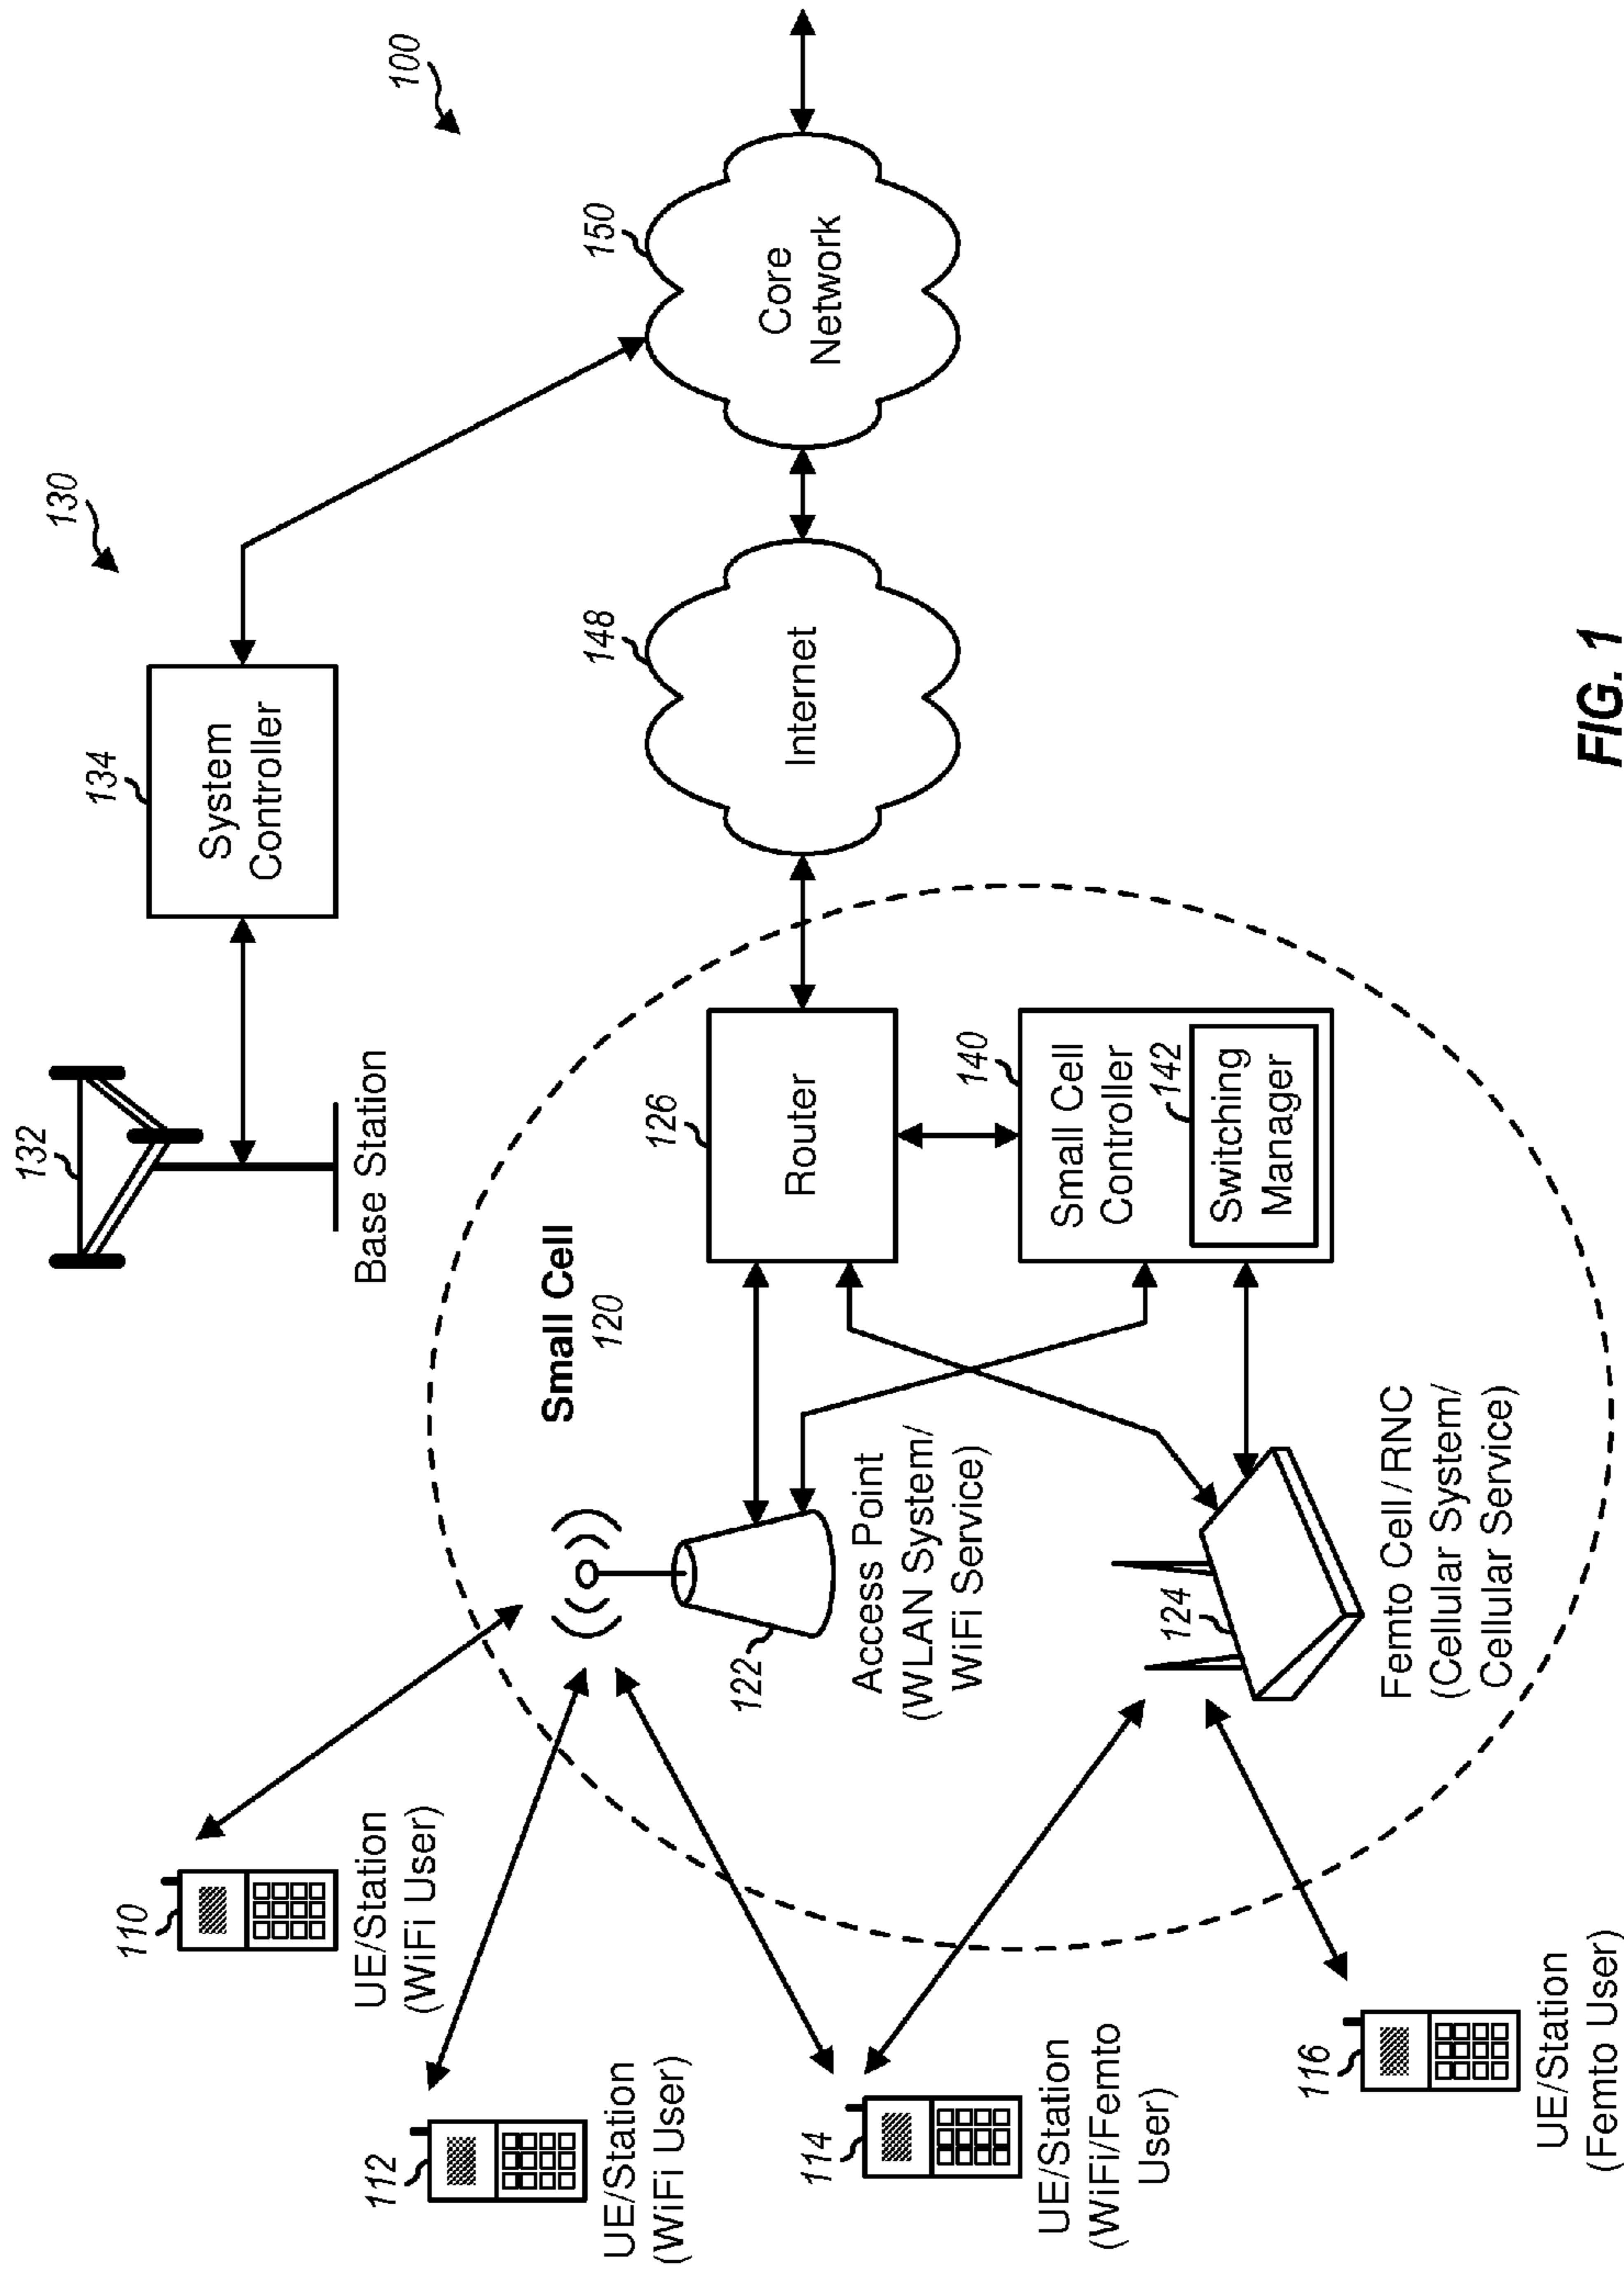 100
130
132
Base Station
134
System
Controller
150
Core
Network
148
Internet
Small Cell
120
126
Router
140
Small Cell
Controller
142
Switching
Manager
122
Access Point
(WLAN System/
WiFi Service)
124
Femto Cell/RNC
(Cellular System/
Cellular Service)
110
UE/Station
(WiFi User)
112
UE/Station
(WiFi User)
114
UE/Station
(WiFi/Femto
User)
116
UE/Station
(Femto User)
FIG. 1